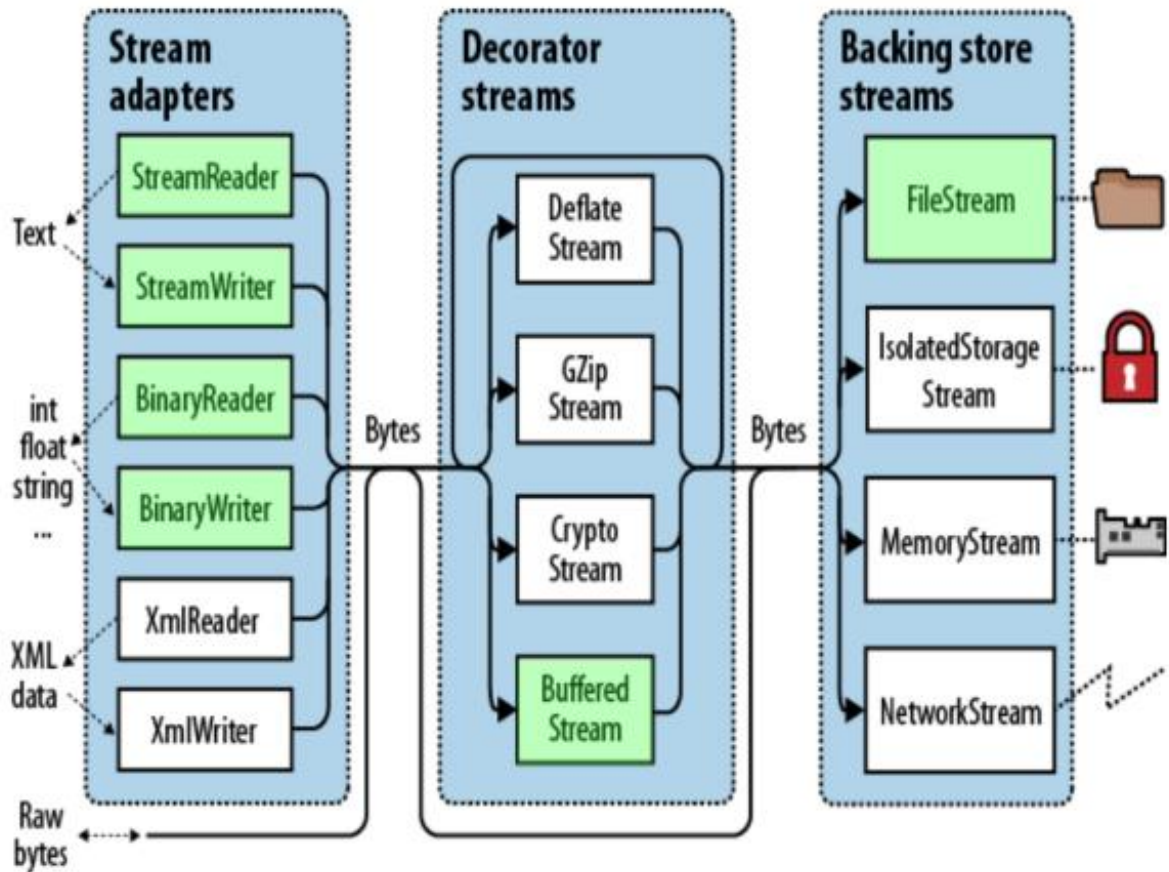 Stream
adapters
StreamReader
Text
StreamWriter
BinaryReader
int
float
string
...
BinaryWriter
XmlReader
XML
data
XmlWriter
Raw
bytes
Bytes
Decorator
streams
Deflate
Stream
GZip
Stream
Crypto
Stream
Buffered
Stream
Bytes
Backing store
streams
FileStream
IsolatedStorage
Stream
MemoryStream
NetworkStream